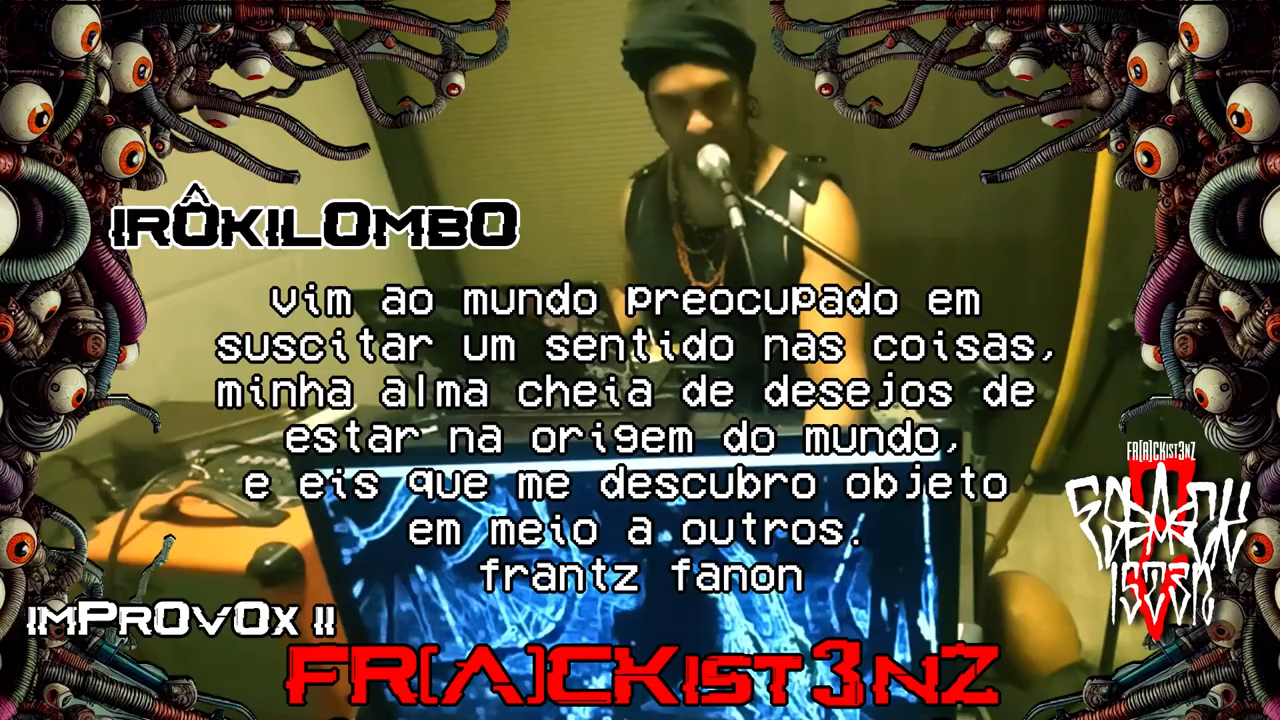 IRÔKILOMBO
vim ao mundo preocupado em
suscitar um sentido nas coisas,
minha alma cheia de desejos de
estar na origem do mundo,
e eis que me descubro objeto
em meio a outros.
frantz fanon
IMPROVOX II
FR[A]CKIST3NZ
FR[A]CKIST3NZ